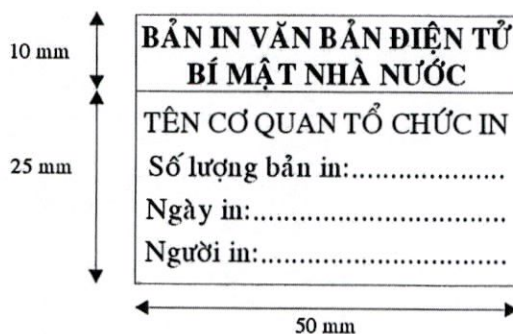 10 mm
BẢN IN VĂN BẢN ĐIỆN TỬ
BÍ MẬT NHÀ NƯỚC
25 mm
TÊN CƠ QUAN TỔ CHỨC IN
Số lượng bản in:....................
Ngày in:.................................
Người in:................................
50 mm